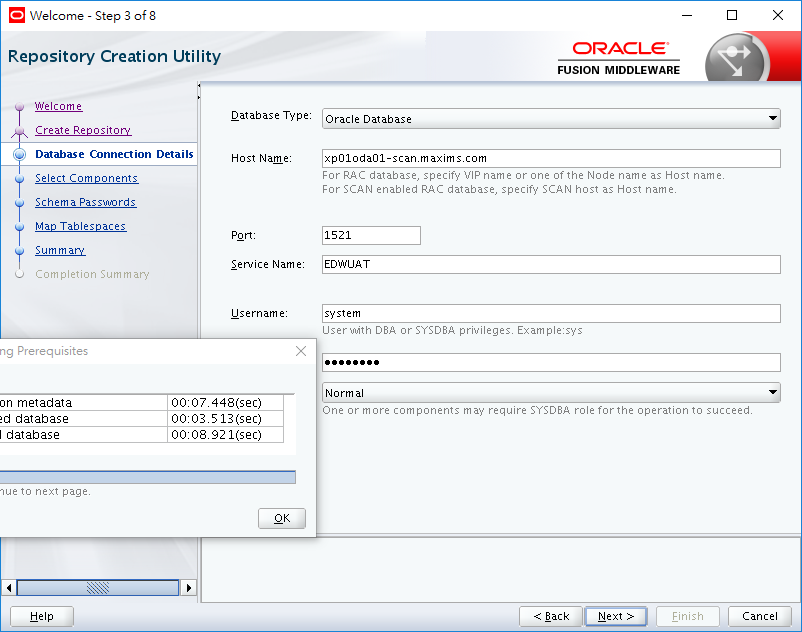 Welcome - Step 3 of 8
Repository Creation Utility
ORACLE
FUSION MIDDLEWARE
Welcome
Create Repository
Database Connection Details
Select Components
Schema Passwords
Map Tablespaces
Summary
Completion Summary
Database Type: Oracle Database
Host Name: xp01oda01-scan.maxims.com
For RAC database, specify VIP name or one of the Node name as Host name.
For SCAN enabled RAC database, specify SCAN host as Host name.
Port: 1521
Service Name: EDWUAT
Username: system
User with DBA or SYSDBA privileges. Example:sys
••••••••
Normal
One or more components may require SYSDBA role for the operation to succeed.
ng Prerequisites
on metadata 00:07.448(sec)
ed database 00:03.513(sec)
l database 00:08.921(sec)
nue to next page.
OK
Help
< Back
Next >
Finish
Cancel